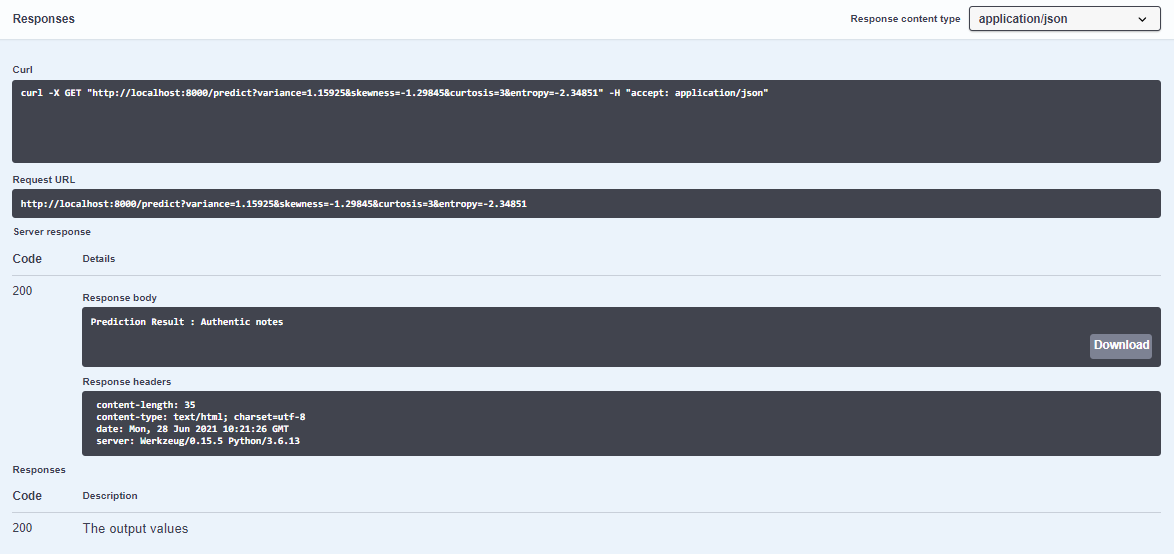 Responses
Response content type application/json
Curl
curl -X GET "http://localhost:8000/predict?variance=1.15925&skewness=-1.29845&curtosis=3&entropy=-2.34851" -H "accept: application/json"
Request URL
http://localhost:8000/predict?variance=1.15925&skewness=-1.29845&curtosis=3&entropy=-2.34851
Server response
Code Details
200
Response body
Prediction Result : Authentic notes
Download
Response headers
content-length: 35
content-type: text/html; charset=utf-8
date: Mon, 28 Jun 2021 10:21:26 GMT
server: Werkzeug/0.15.5 Python/3.6.13
Responses
Code Description
200 The output values